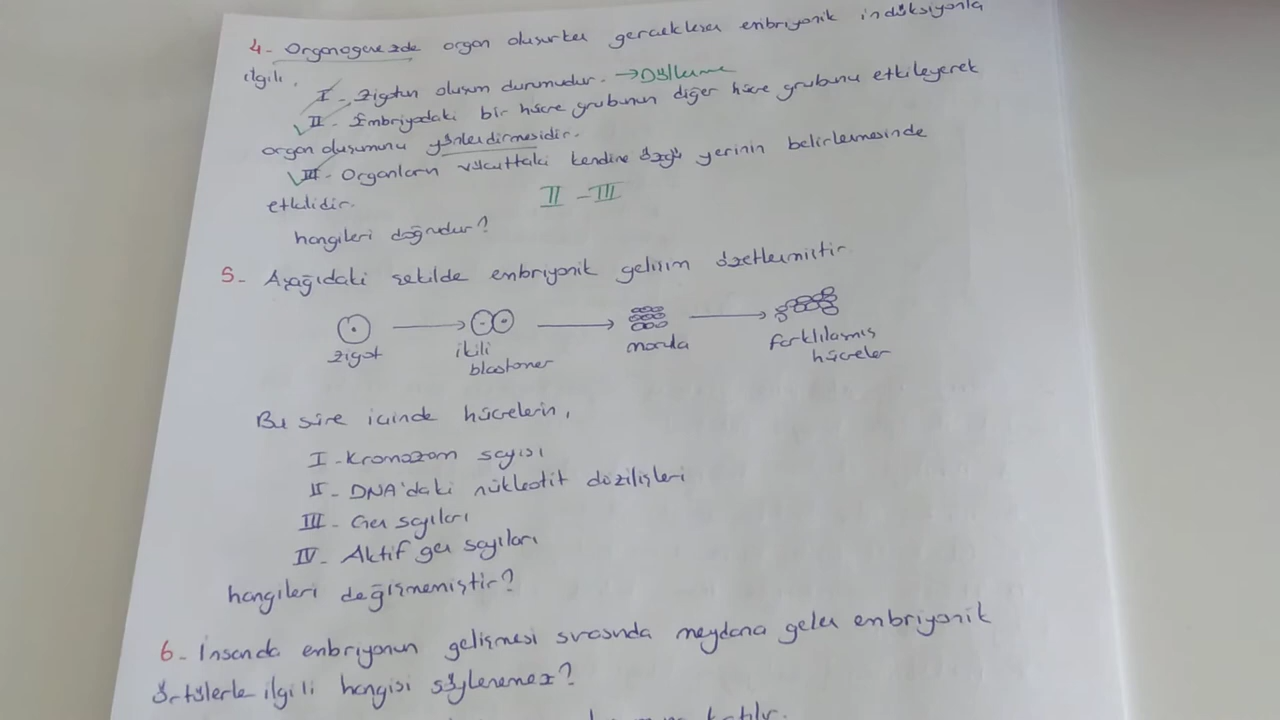 4- Organogenezde organ oluşurken gerçekleşen embriyonik indüksiyonla
ilgili,
I - Zigotun oluşum durumudur. → Döllenme
II - Embriyodaki bir hücre grubunun diğer hücre grubunu etkileyerek
organ oluşumunu yönlendirmesidir.
III - Organların vücuttaki kendine özgü yerinin belirlenmesinde
etkilidir.
II - III
hangileri doğrudur?
5- Aşağıdaki şekilde embriyonik gelişim özetlenmiştir.
zigot
ikili
blastomer
morula
farklılaşmış
hücreler
Bu süre içinde hücrelerin,
I - Kromozom sayısı
II - DNA'daki nükleotit dizilişleri
III - Gen sayıları
IV - Aktif gen sayıları
hangileri değişmemiştir?
6- İnsanda embriyonun gelişmesi sırasında meydana gelen embriyonik
örtülerle ilgili hangisi söylenemez?
katılır.